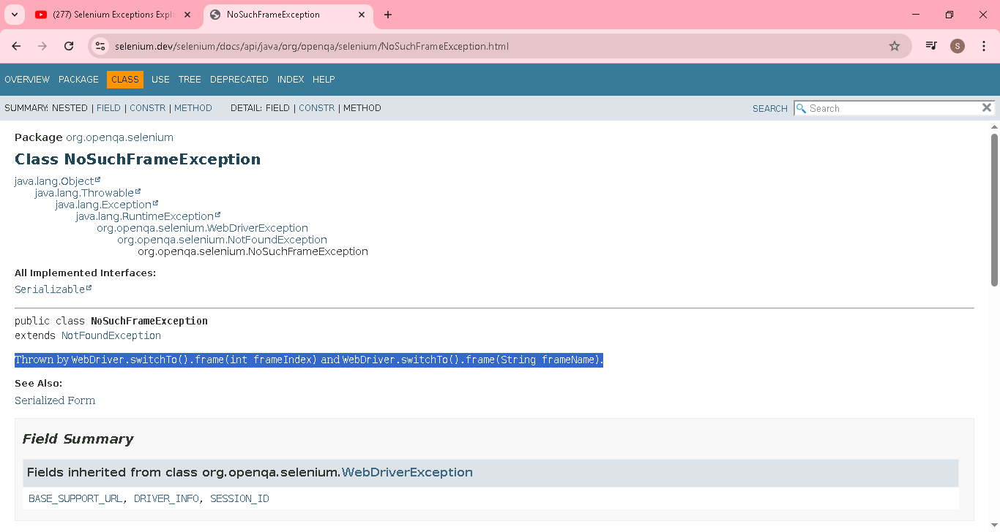 (277) Selenium Exceptions Expla
NoSuchFrameException
selenium.dev/selenium/docs/api/java/org/openqa/selenium/NoSuchFrameException.html
S
OVERVIEW PACKAGE CLASS USE TREE DEPRECATED INDEX HELP
SUMMARY: NESTED | FIELD | CONSTR | METHOD DETAIL: FIELD | CONSTR | METHOD SEARCH Search
Package org.openqa.selenium
Class NoSuchFrameException
java.lang.Object
java.lang.Throwable
java.lang.Exception
java.lang.RuntimeException
org.openqa.selenium.WebDriverException
org.openqa.selenium.NotFoundException
org.openqa.selenium.NoSuchFrameException
All Implemented Interfaces:
Serializable
public class NoSuchFrameException
extends NotFoundException
Thrown by WebDriver.switchTo().frame(int frameIndex) and WebDriver.switchTo().frame(String frameName).
See Also:
Serialized Form
Field Summary
Fields inherited from class org.openqa.selenium.WebDriverException
BASE_SUPPORT_URL, DRIVER_INFO, SESSION_ID